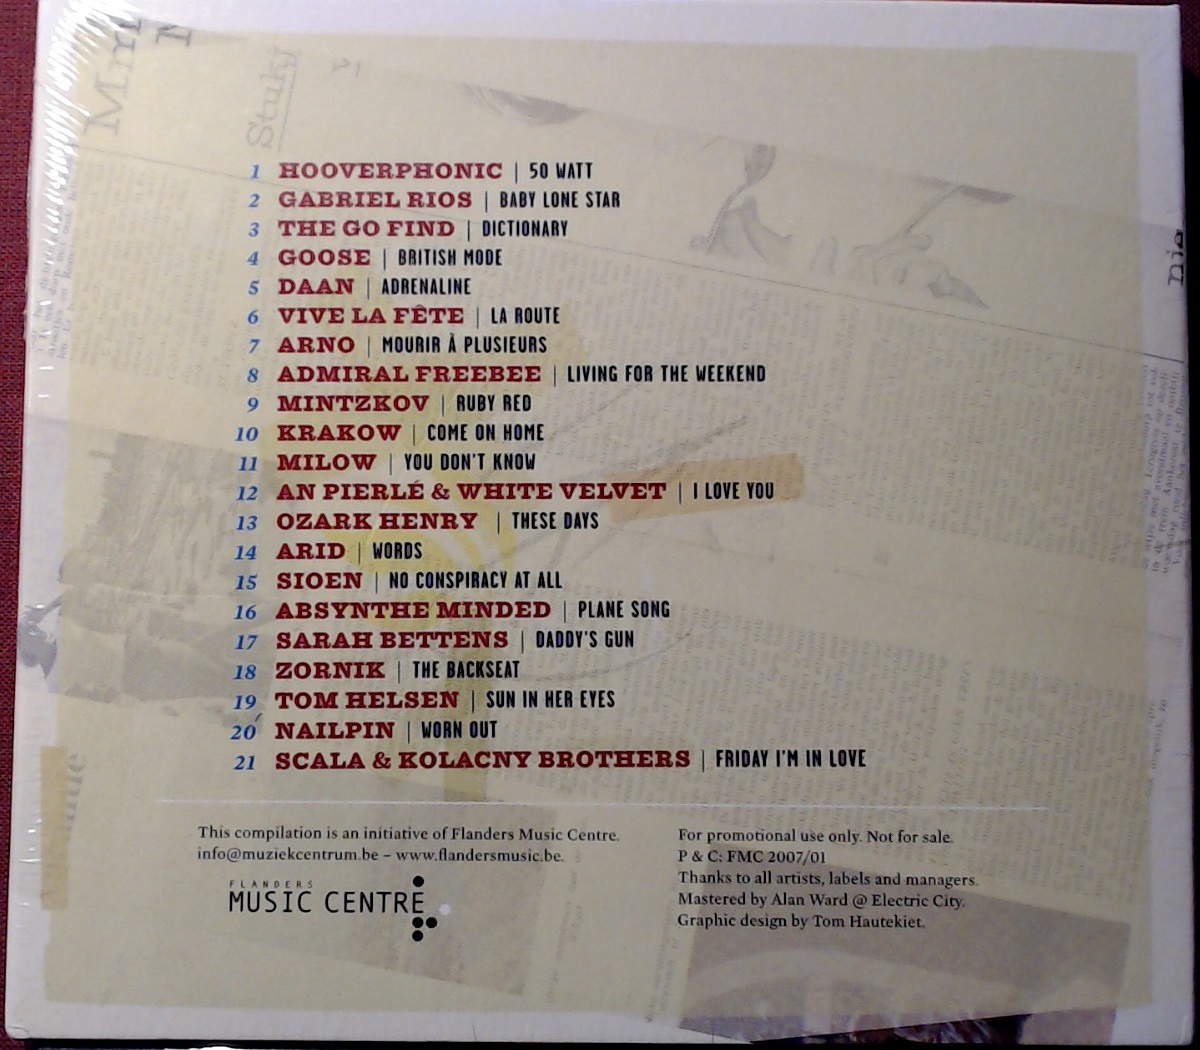 Mm
Stuky
1 HOOVERPHONIC | 50 WATT
2 GABRIEL RIOS | BABY LONE STAR
3 THE GO FIND | DICTIONARY
4 GOOSE | BRITISH MODE
5 DAAN | ADRENALINE
6 VIVE LA FÊTE | LA ROUTE
7 ARNO | MOURIR À PLUSIEURS
8 ADMIRAL FREEBEE | LIVING FOR THE WEEKEND
9 MINTZKOV | RUBY RED
10 KRAKOW | COME ON HOME
11 MILOW | YOU DON'T KNOW
12 AN PIERLÉ & WHITE VELVET | I LOVE YOU
13 OZARK HENRY | THESE DAYS
14 ARID | WORDS
15 SIOEN | NO CONSPIRACY AT ALL
16 ABSYNTHE MINDED | PLANE SONG
17 SARAH BETTENS | DADDY'S GUN
18 ZORNIK | THE BACKSEAT
19 TOM HELSEN | SUN IN HER EYES
20 NAILPIN | WORN OUT
21 SCALA & KOLACNY BROTHERS | FRIDAY I'M IN LOVE
This compilation is an initiative of Flanders Music Centre.
info@muziekcentrum.be – www.flandersmusic.be.
FLANDERS
MUSIC CENTRE
For promotional use only. Not for sale.
P & C: FMC 2007/01
Thanks to all artists, labels and managers.
Mastered by Alan Ward @ Electric City.
Graphic design by Tom Hautekiet.